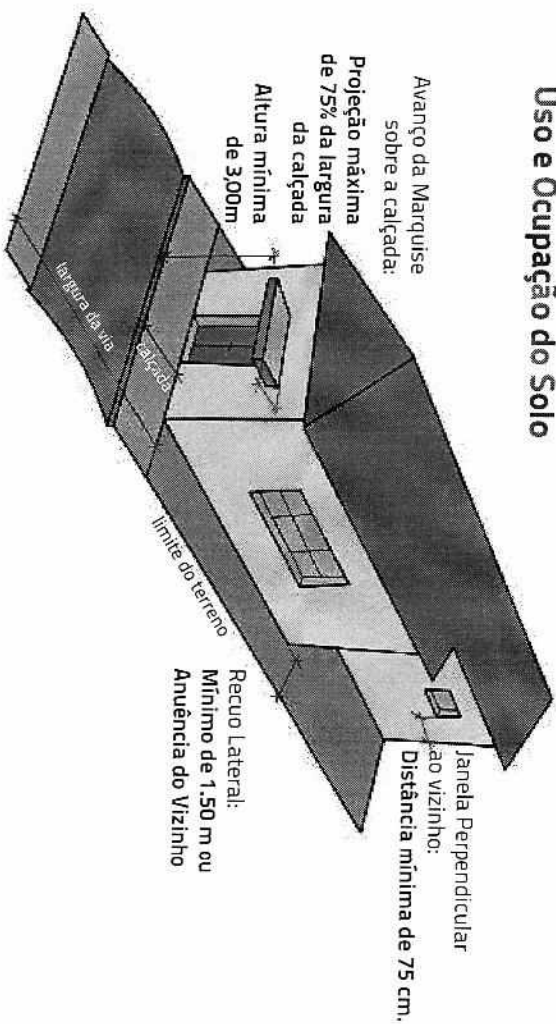 Uso e Ocupação do Solo
Avanço da Marquise
sobre a calçada:
Projeção máxima
de 75% da largura
da calçada
Altura mínima
de 3,00m
largura da via
calçada
limite do terreno
Recuo Lateral:
Mínimo de 1.50 m ou
Anuência do Vizinho
Janela Perpendicular
ao vizinho:
Distância mínima de 75 cm.